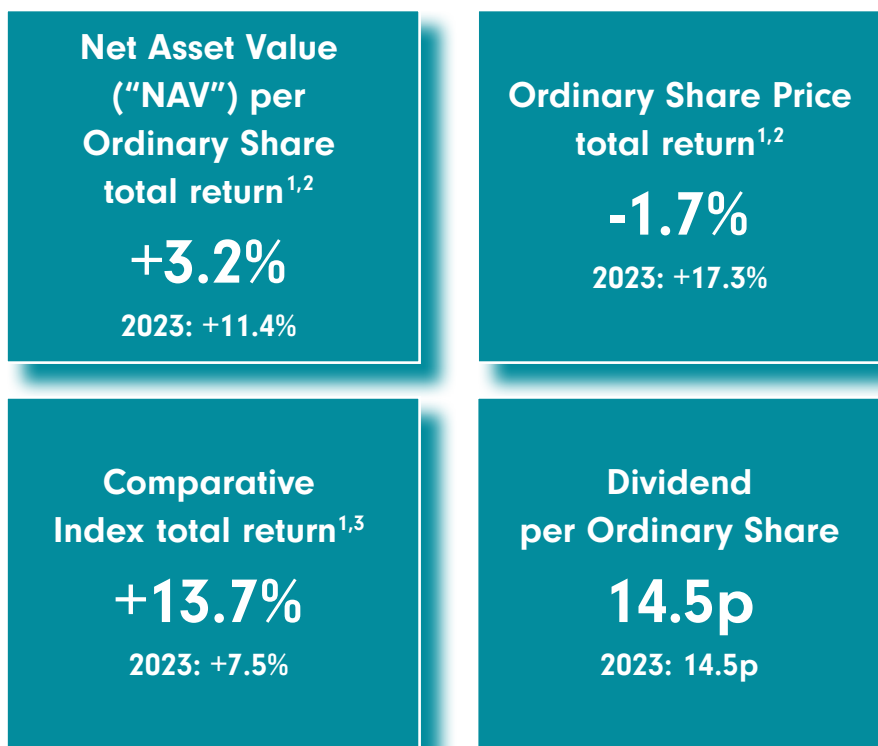 Net Asset Value
(“NAV”) per
Ordinary Share
total return1,2
+3.2%
2023: +11.4%
Ordinary Share Price
total return1,2
-1.7%
2023: +17.3%
Comparative
Index total return1,3
+13.7%
2023: +7.5%
Dividend
per Ordinary Share
14.5p
2023: 14.5p